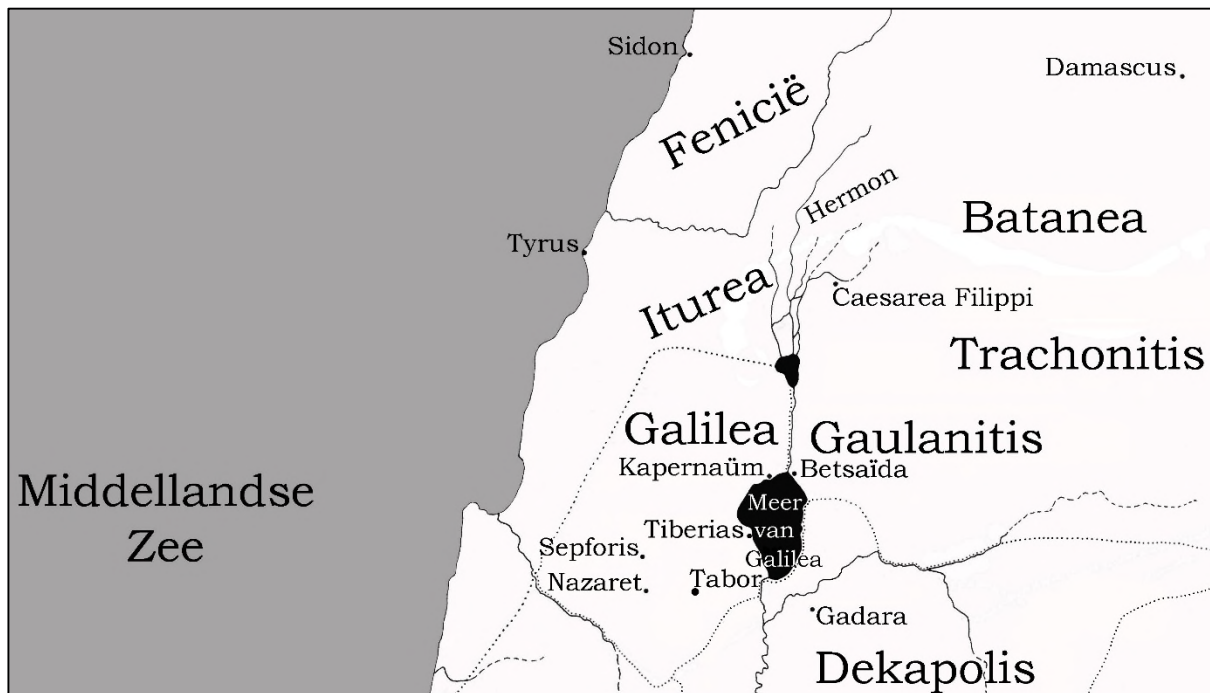 Sidon
Damascus
Fenicië
Hermon
Batanea
Tyrus
Iturea
Caesarea Filippi
Trachonitis
Galilea
Gaulanitis
Kapernaüm
Betsaïda
Middellandse
Zee
Meer
van
Galilea
Tiberias
Sepforis
Nazaret
Tabor
Gadara
Dekapolis